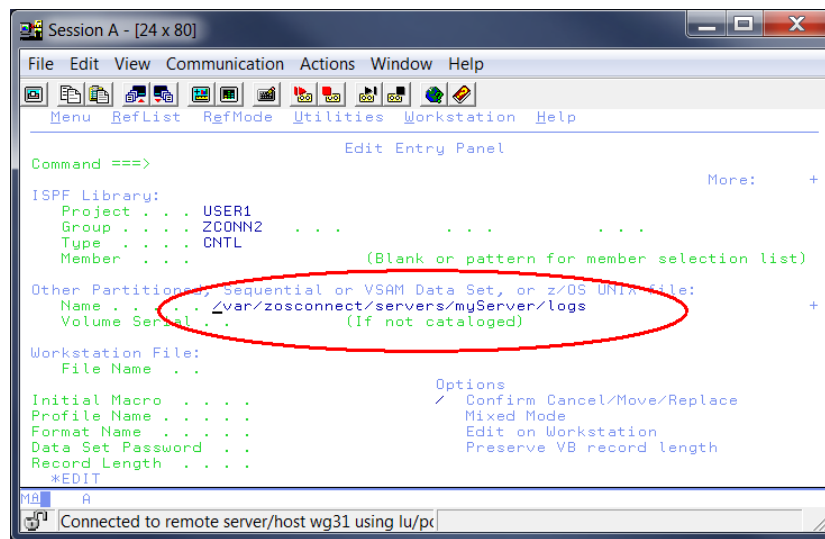 Session A - [24 x 80]
File Edit View Communication Actions Window Help
Menu RefList RefMode Utilities Workstation Help
Edit Entry Panel
Command ===>
More: +
ISPF Library:
Project . . . USER1
Group . . . . ZCONN2 . . . . . . . . .
Type . . . . CNTL
Member . . . (Blank or pattern for member selection list)
Other Partitioned, Sequential or VSAM Data Set, or z/OS UNIX file:
Name . . . . . /var/zosconnect/servers/myServer/logs +
Volume Serial . . (If not cataloged)
Workstation File:
File Name . .
Options
Initial Macro . . . . / Confirm Cancel/Move/Replace
Profile Name . . . . . Mixed Mode
Format Name . . . . . Edit on Workstation
Data Set Password . . Preserve VB record length
Record Length . . . .
*EDIT
MA A
Connected to remote server/host wg31 using lu/po